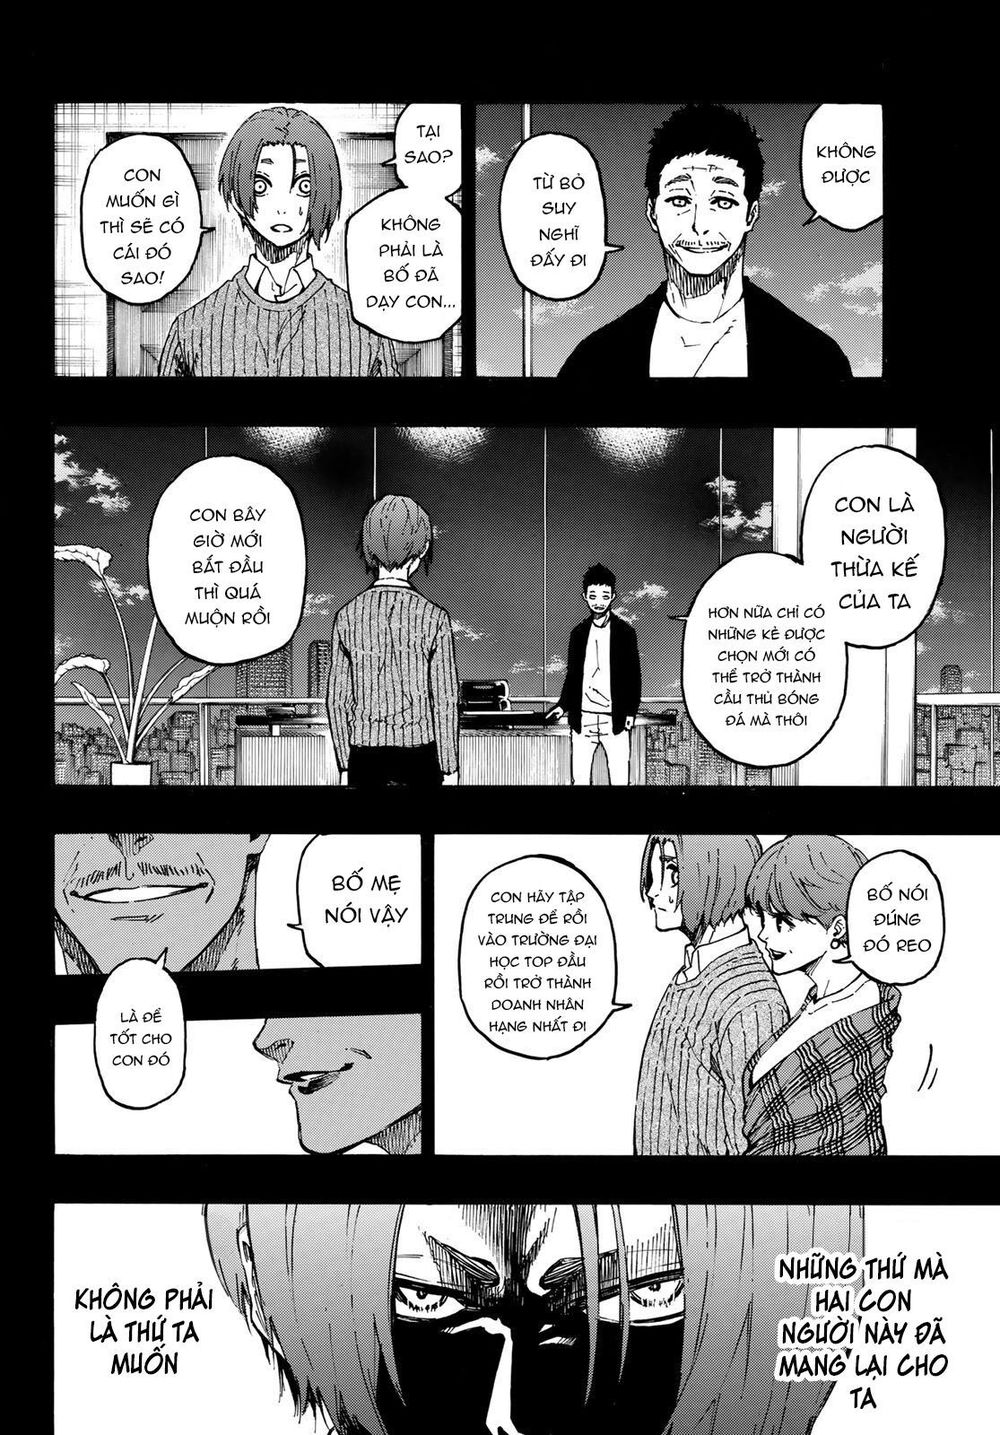 KHÔNG
ĐƯỢC
TỪ BỎ
SUY
NGHĨ
ĐẤY ĐI
TẠI
SAO?
KHÔNG
PHẢI LÀ
BỐ ĐÃ
DẠY CON...
CON
MUỐN GÌ
THÌ SẼ CÓ
CÁI ĐÓ
SAO!
CON LÀ
NGƯỜI
THỪA KẾ
CỦA TA
HƠN NỮA CHỈ CÓ
NHỮNG KẺ ĐƯỢC
CHỌN MỚI CÓ
THỂ TRỞ THÀNH
CẦU THỦ BÓNG
ĐÁ MÀ THÔI
CON BÂY
GIỜ MỚI
BẮT ĐẦU
THÌ QUÁ
MUỘN RỒI
BỐ NÓI
ĐÚNG
ĐÓ REO
CON HÃY TẬP
TRUNG ĐỂ RỒI
VÀO TRƯỜNG ĐẠI
HỌC TOP ĐẦU
RỒI TRỞ THÀNH
DOANH NHÂN
HẠNG NHẤT ĐI
BỐ MẸ
NÓI VẬY
LÀ ĐỂ
TỐT CHO
CON ĐÓ
NHỮNG THỨ MÀ
HAI CON
NGƯỜI NÀY ĐÃ
MANG LẠI CHO
TA
KHÔNG PHẢI
LÀ THỨ TA
MUỐN